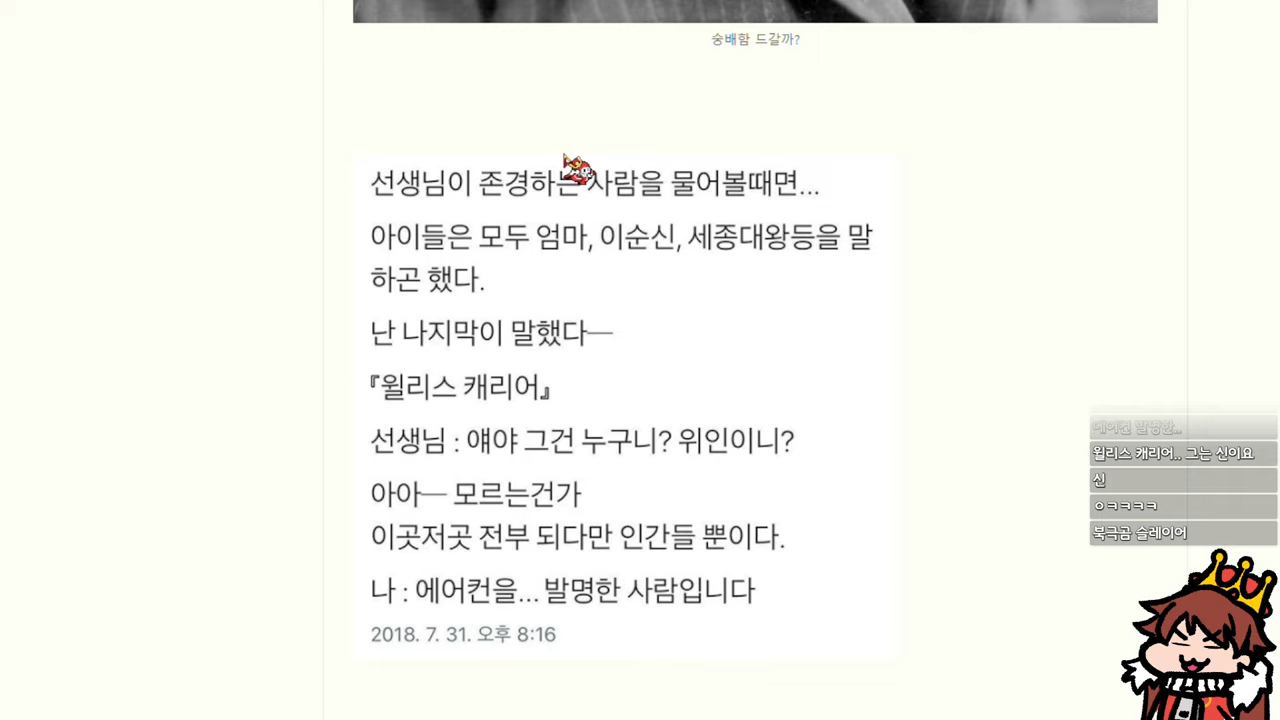 숭배함 드갈까?
선생님이 존경하는 사람을 물어볼때면...
아이들은 모두 엄마, 이순신, 세종대왕등을 말
하곤 했다.
난 나지막이 말했다─
『윌리스 캐리어』
선생님 : 얘야 그건 누구니? 위인이니?
아아─ 모르는건가
이곳저곳 전부 되다만 인간들 뿐이다.
나 : 에어컨을... 발명한 사람입니다
2018. 7. 31. 오후 8:16
에어컨 발명한..
윌리스 캐리어.. 그는 신이요
신
ㅇㅋㅋㅋㅋ
북극곰 슬레이어